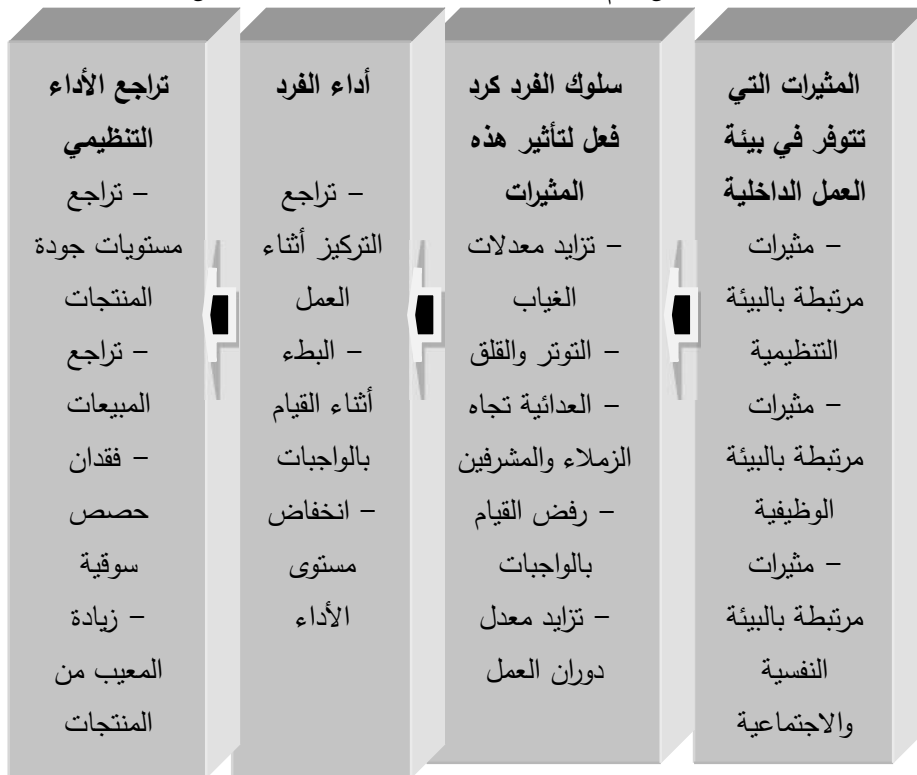 المثيرات التي
تتوفر في بيئة
العمل الداخلية
– مثيرات
مرتبطة بالبيئة
التنظيمية
– مثيرات
مرتبطة بالبيئة
الوظيفية
– مثيرات
مرتبطة بالبيئة
النفسية
والاجتماعية
سلوك الفرد كرد
فعل لتأثير هذه
المثيرات
– تزايد معدلات
الغياب
– التوتر والقلق
– العدائية تجاه
الزملاء والمشرفين
– رفض القيام
بالواجبات
– تزايد معدل
دوران العمل
أداء الفرد
– تراجع
التركيز أثناء
العمل
– البطء
أثناء القيام
بالواجبات
– انخفاض
مستوى
الأداء
تراجع الأداء
التنظيمي
– تراجع
مستويات جودة
المنتجات
– تراجع
المبيعات
– فقدان
حصص
سوقية
– زيادة
المعيب من
المنتجات